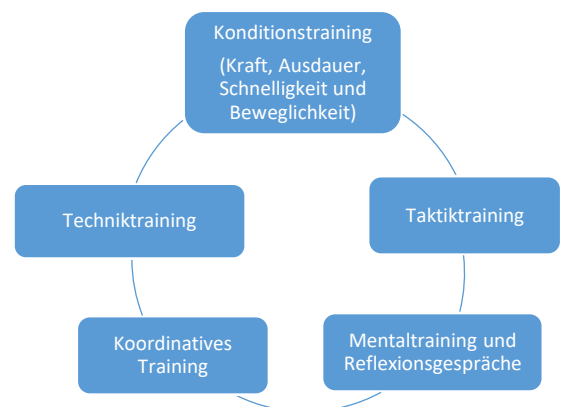 Konditionstraining
(Kraft, Ausdauer,
Schnelligkeit und
Beweglichkeit)
Techniktraining
Taktiktraining
Koordinatives
Training
Mentaltraining und
Reflexionsgespräche